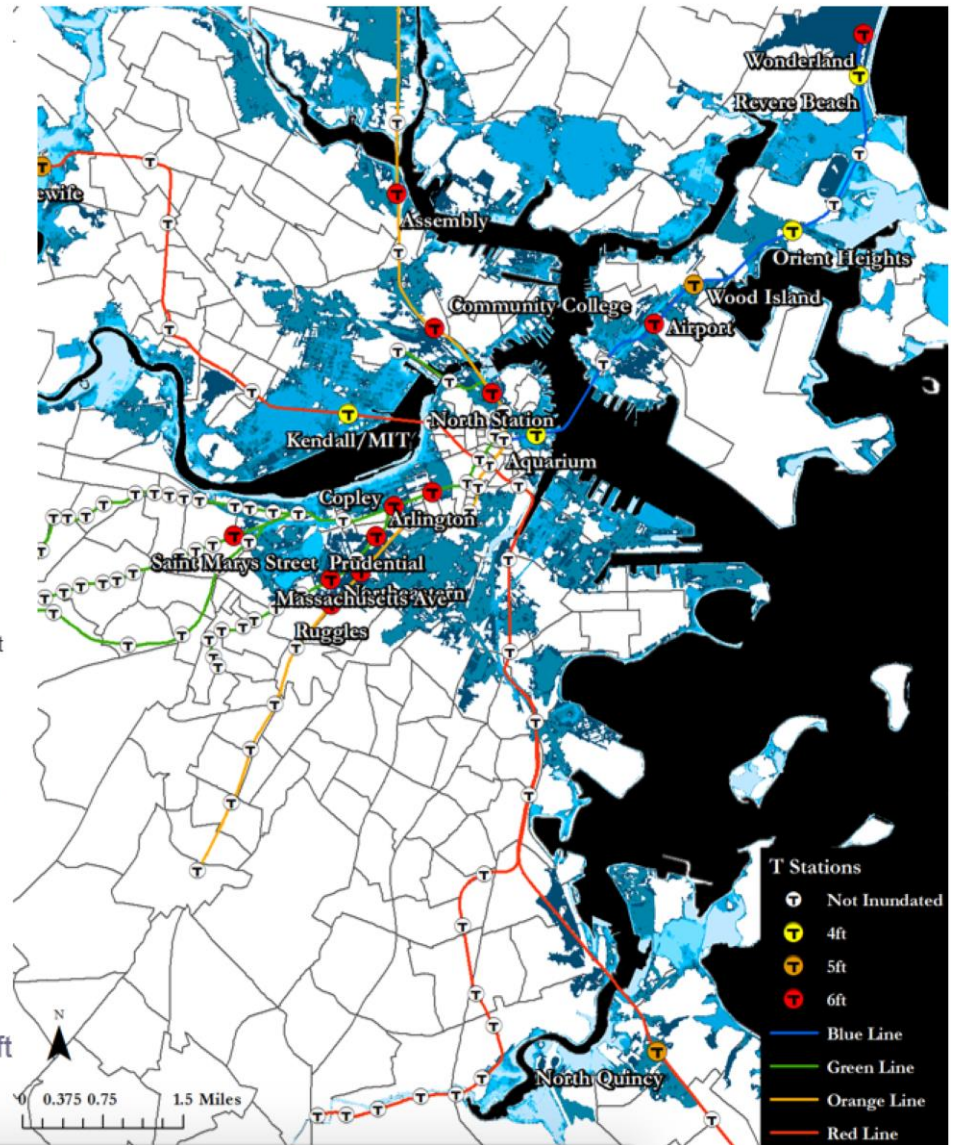 Wonderland
Revere Beach
ewife
Assembly
Orient Heights
Community College
Wood Island
Airport
North Station
Kendall/MIT
Aquarium
Copley
Arlington
Saint Marys Street
Prudential
Northeastern
Massachusetts Ave
Ruggles
t
T Stations
T Not Inundated
T 4ft
T 5ft
T 6ft
Blue Line
Green Line
Orange Line
Red Line
N
ft
North Quincy
0 0.375 0.75 1.5 Miles